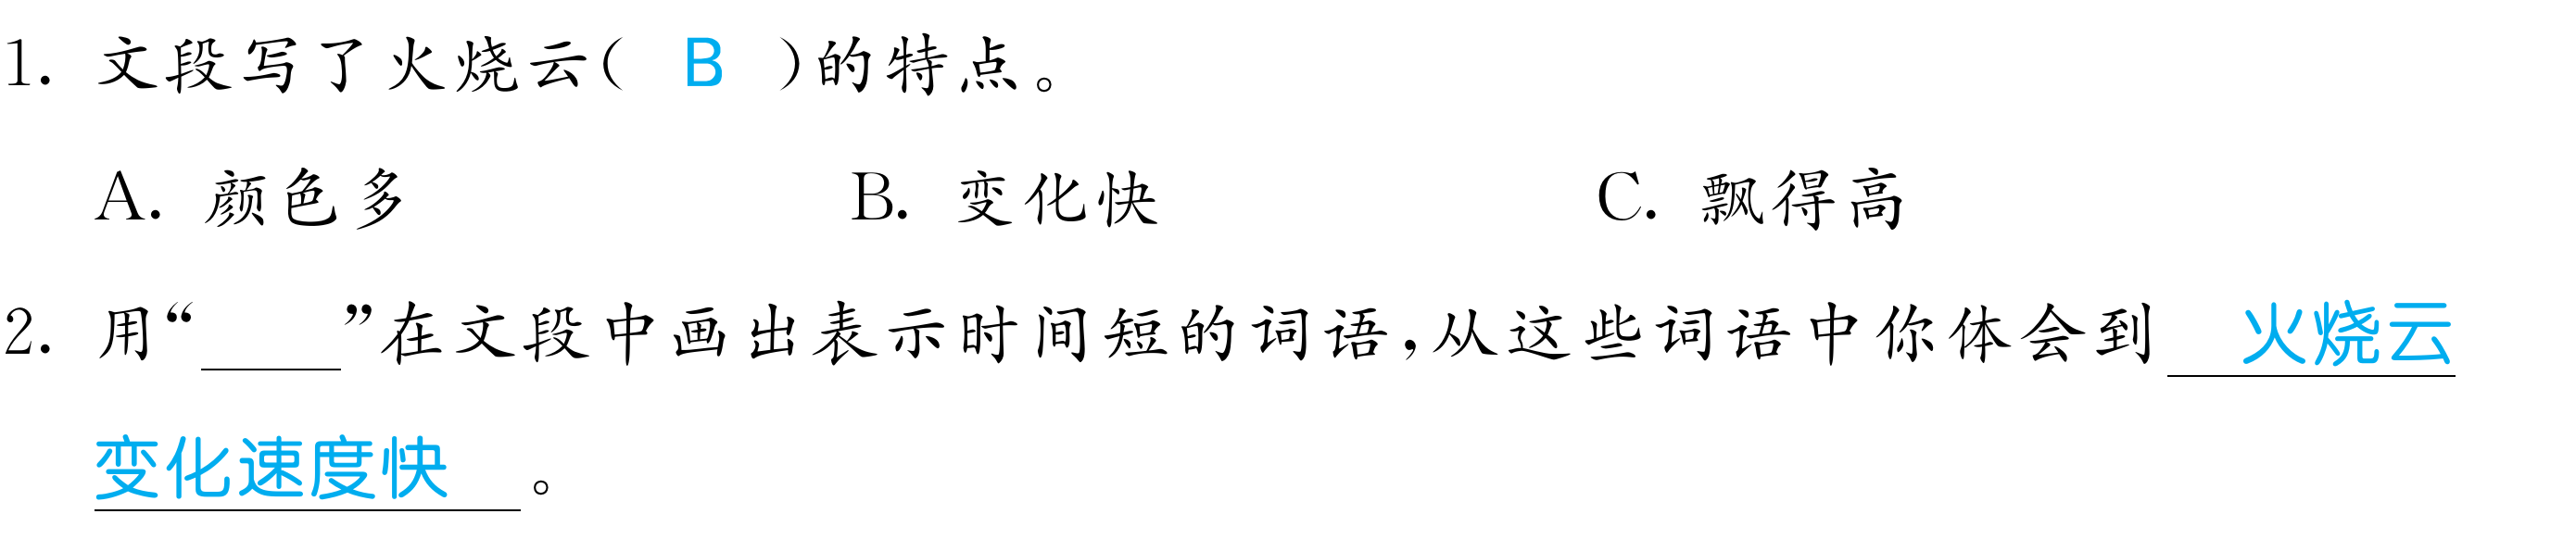 1. 文段写了火烧云( B )的特点。
A. 颜色多 B. 变化快 C. 飘得高
2. 用“____”在文段中画出表示时间短的词语,从这些词语中你体会到 火烧云
变化速度快 。